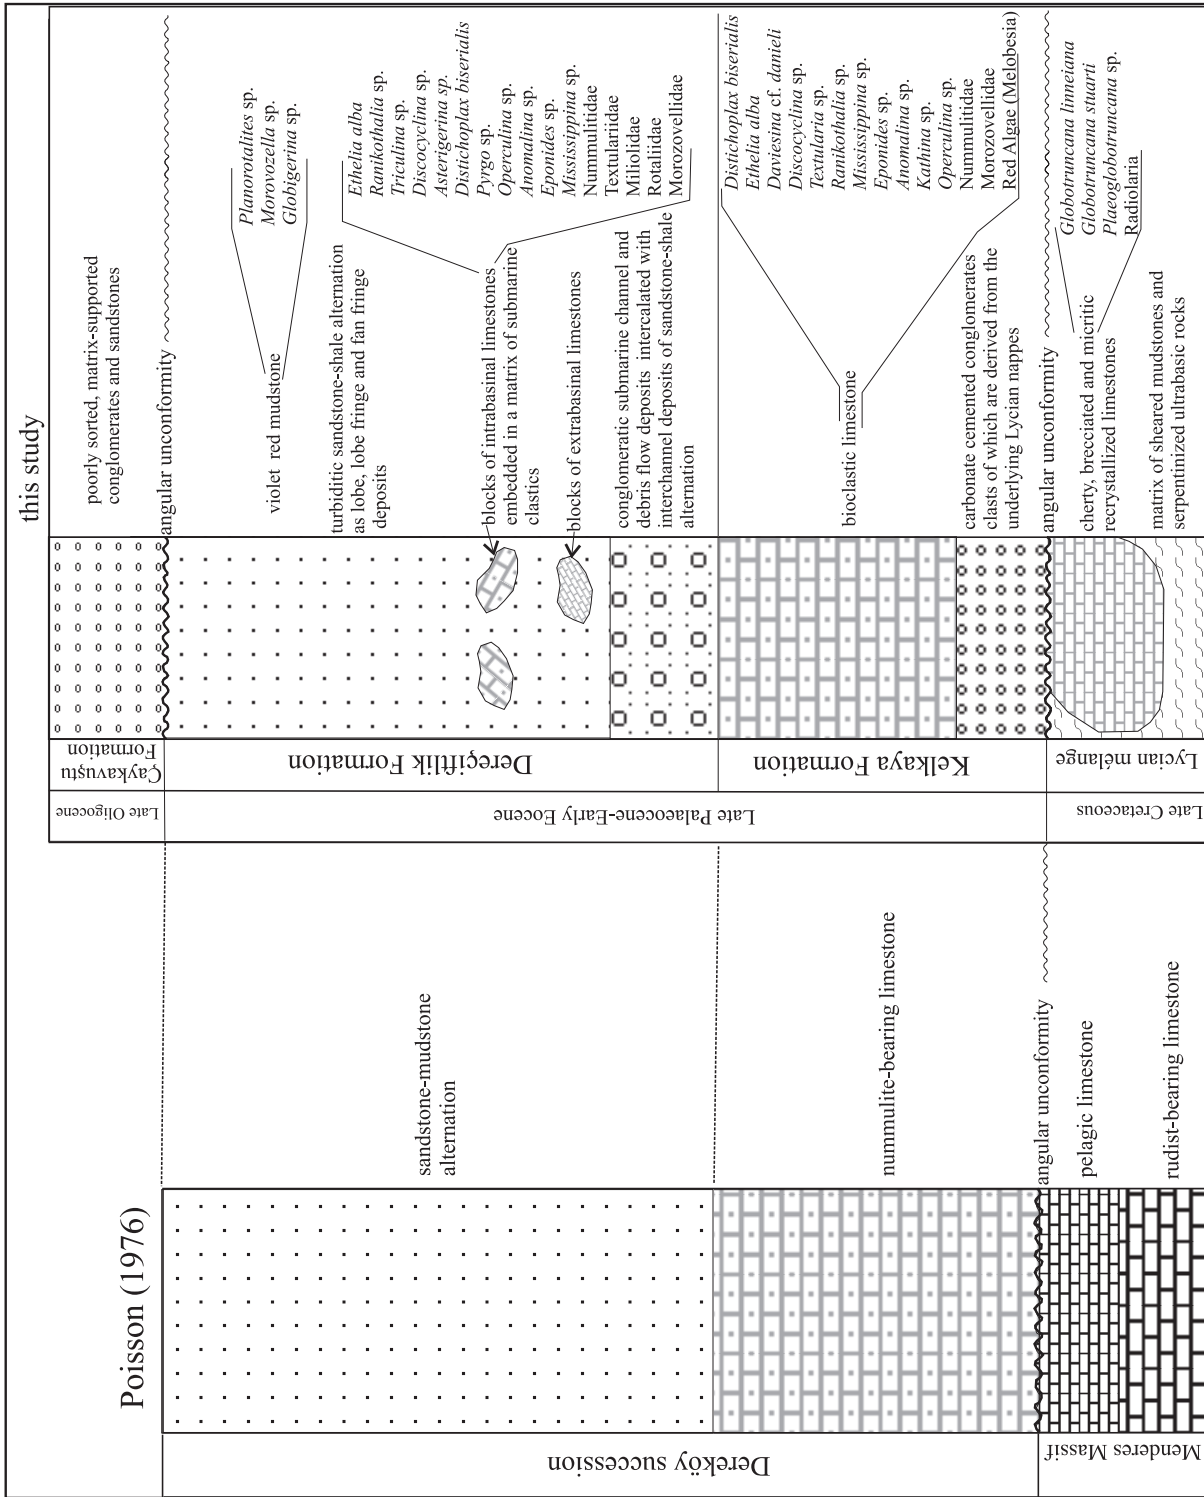 Poisson (1976)
Dereköy succession
Menderes Massif
sandstone-mudstone
alternation
nummulite-bearing limestone
angular unconformity
pelagic limestone
rudist-bearing limestone
this study
Late Oligocene
Late Palaeocene-Early Eocene
Late Cretaceous
Çaykavuştu
Formation
Dereçiftlik Formation
Kelkaya Formation
Lycian mélange
poorly sorted, matrix-supported
conglomerates and sandstones
angular unconformity
violet red mudstone
Planorotalites sp.
Morovozella sp.
Globigerina sp.
turbiditic sandstone-shale alternation
as lobe, lobe fringe and fan fringe
deposits
blocks of intrabasinal limestones
embedded in a matrix of submarine
clastics
Ethelia alba
Ranikothalia sp.
Triculina sp.
Discocyclina sp.
Asterigerina sp.
Distichoplax biserialis
Pyrgo sp.
Operculina sp.
Anomalina sp.
Eponides sp.
Mississippina sp.
Nummulitidae
Textulariidae
Miliolidae
Rotaliidae
Morozovellidae
blocks of extrabasinal limestones
conglomeratic submarine channel and
debris flow deposits intercalated with
interchannel deposits of sandstone-shale
alternation
bioclastic limestone
Distichoplax biserialis
Ethelia alba
Daviesina cf. danieli
Discocyclina sp.
Textularia sp.
Ranikothalia sp.
Mississippina sp.
Eponides sp.
Anomalina sp.
Kathina sp.
Operculina sp.
Nummulitidae
Morozovellidae
Red Algae (Melobesia)
carbonate cemented conglomerates
clasts of which are derived from the
underlying Lycian nappes
angular unconformity
cherty, brecciated and micritic
recrystallized limestones
Globotruncana linneiana
Globotruncana stuarti
Plaeoglobotruncana sp.
Radiolaria
matrix of sheared mudstones and
serpentinized ultrabasic rocks